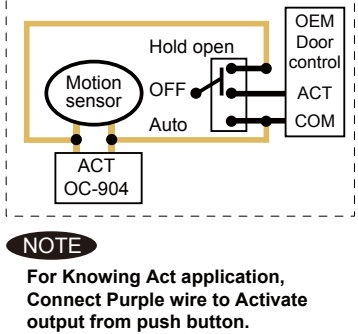 OEM
Door
control
Hold open
Motion
sensor
OFF
ACT
Auto
COM
ACT
OC-904
NOTE
For Knowing Act application,
Connect Purple wire to Activate
output from push button.